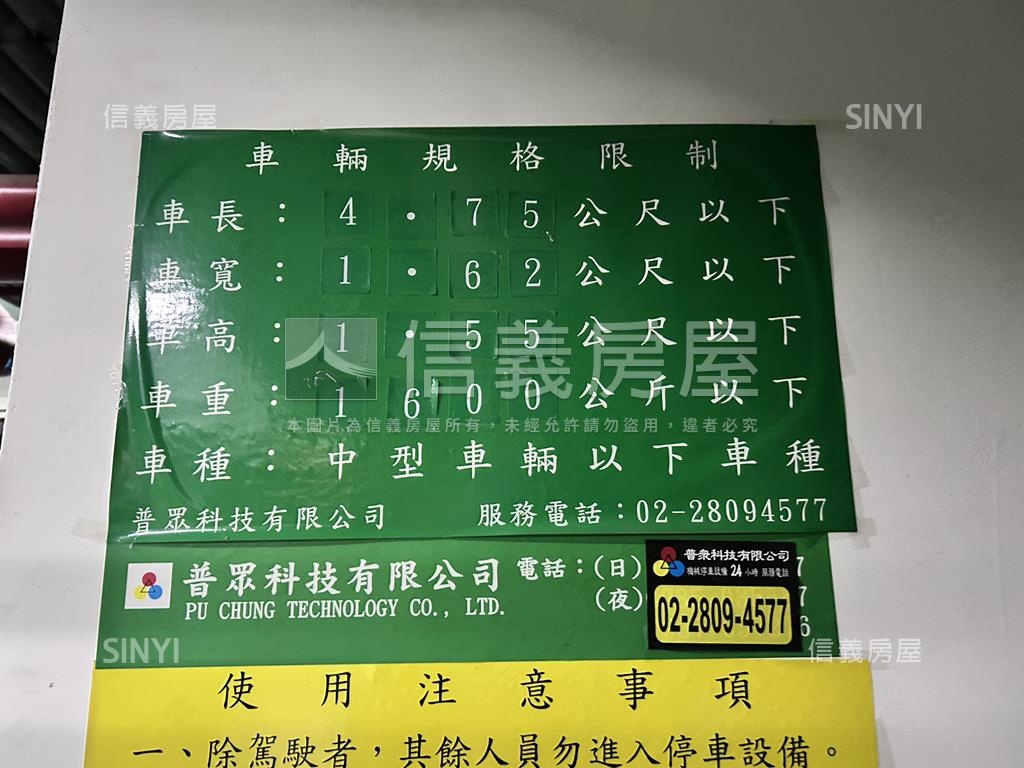 信義房屋 SINYI
車輛規格限制
車長：4.75公尺以下
車寬：1.62公尺以下
車高：1.55公尺以下
信義房屋
車重：1600公斤以下
本圖片為信義房屋所有，未經允許請勿盜用，違者必究
車種：中型車輛以下車種
普眾科技有限公司 服務電話：02-28094577
普眾科技有限公司 電話：(日) 7
PU CHUNG TECHNOLOGY CO., LTD. (夜) 7
6
普眾科技有限公司
機械停車設備 24 小時 服務電話
02-2809-4577
SINYI 信義房屋
使用注意事項
一、除駕駛者，其餘人員勿進入停車設備。